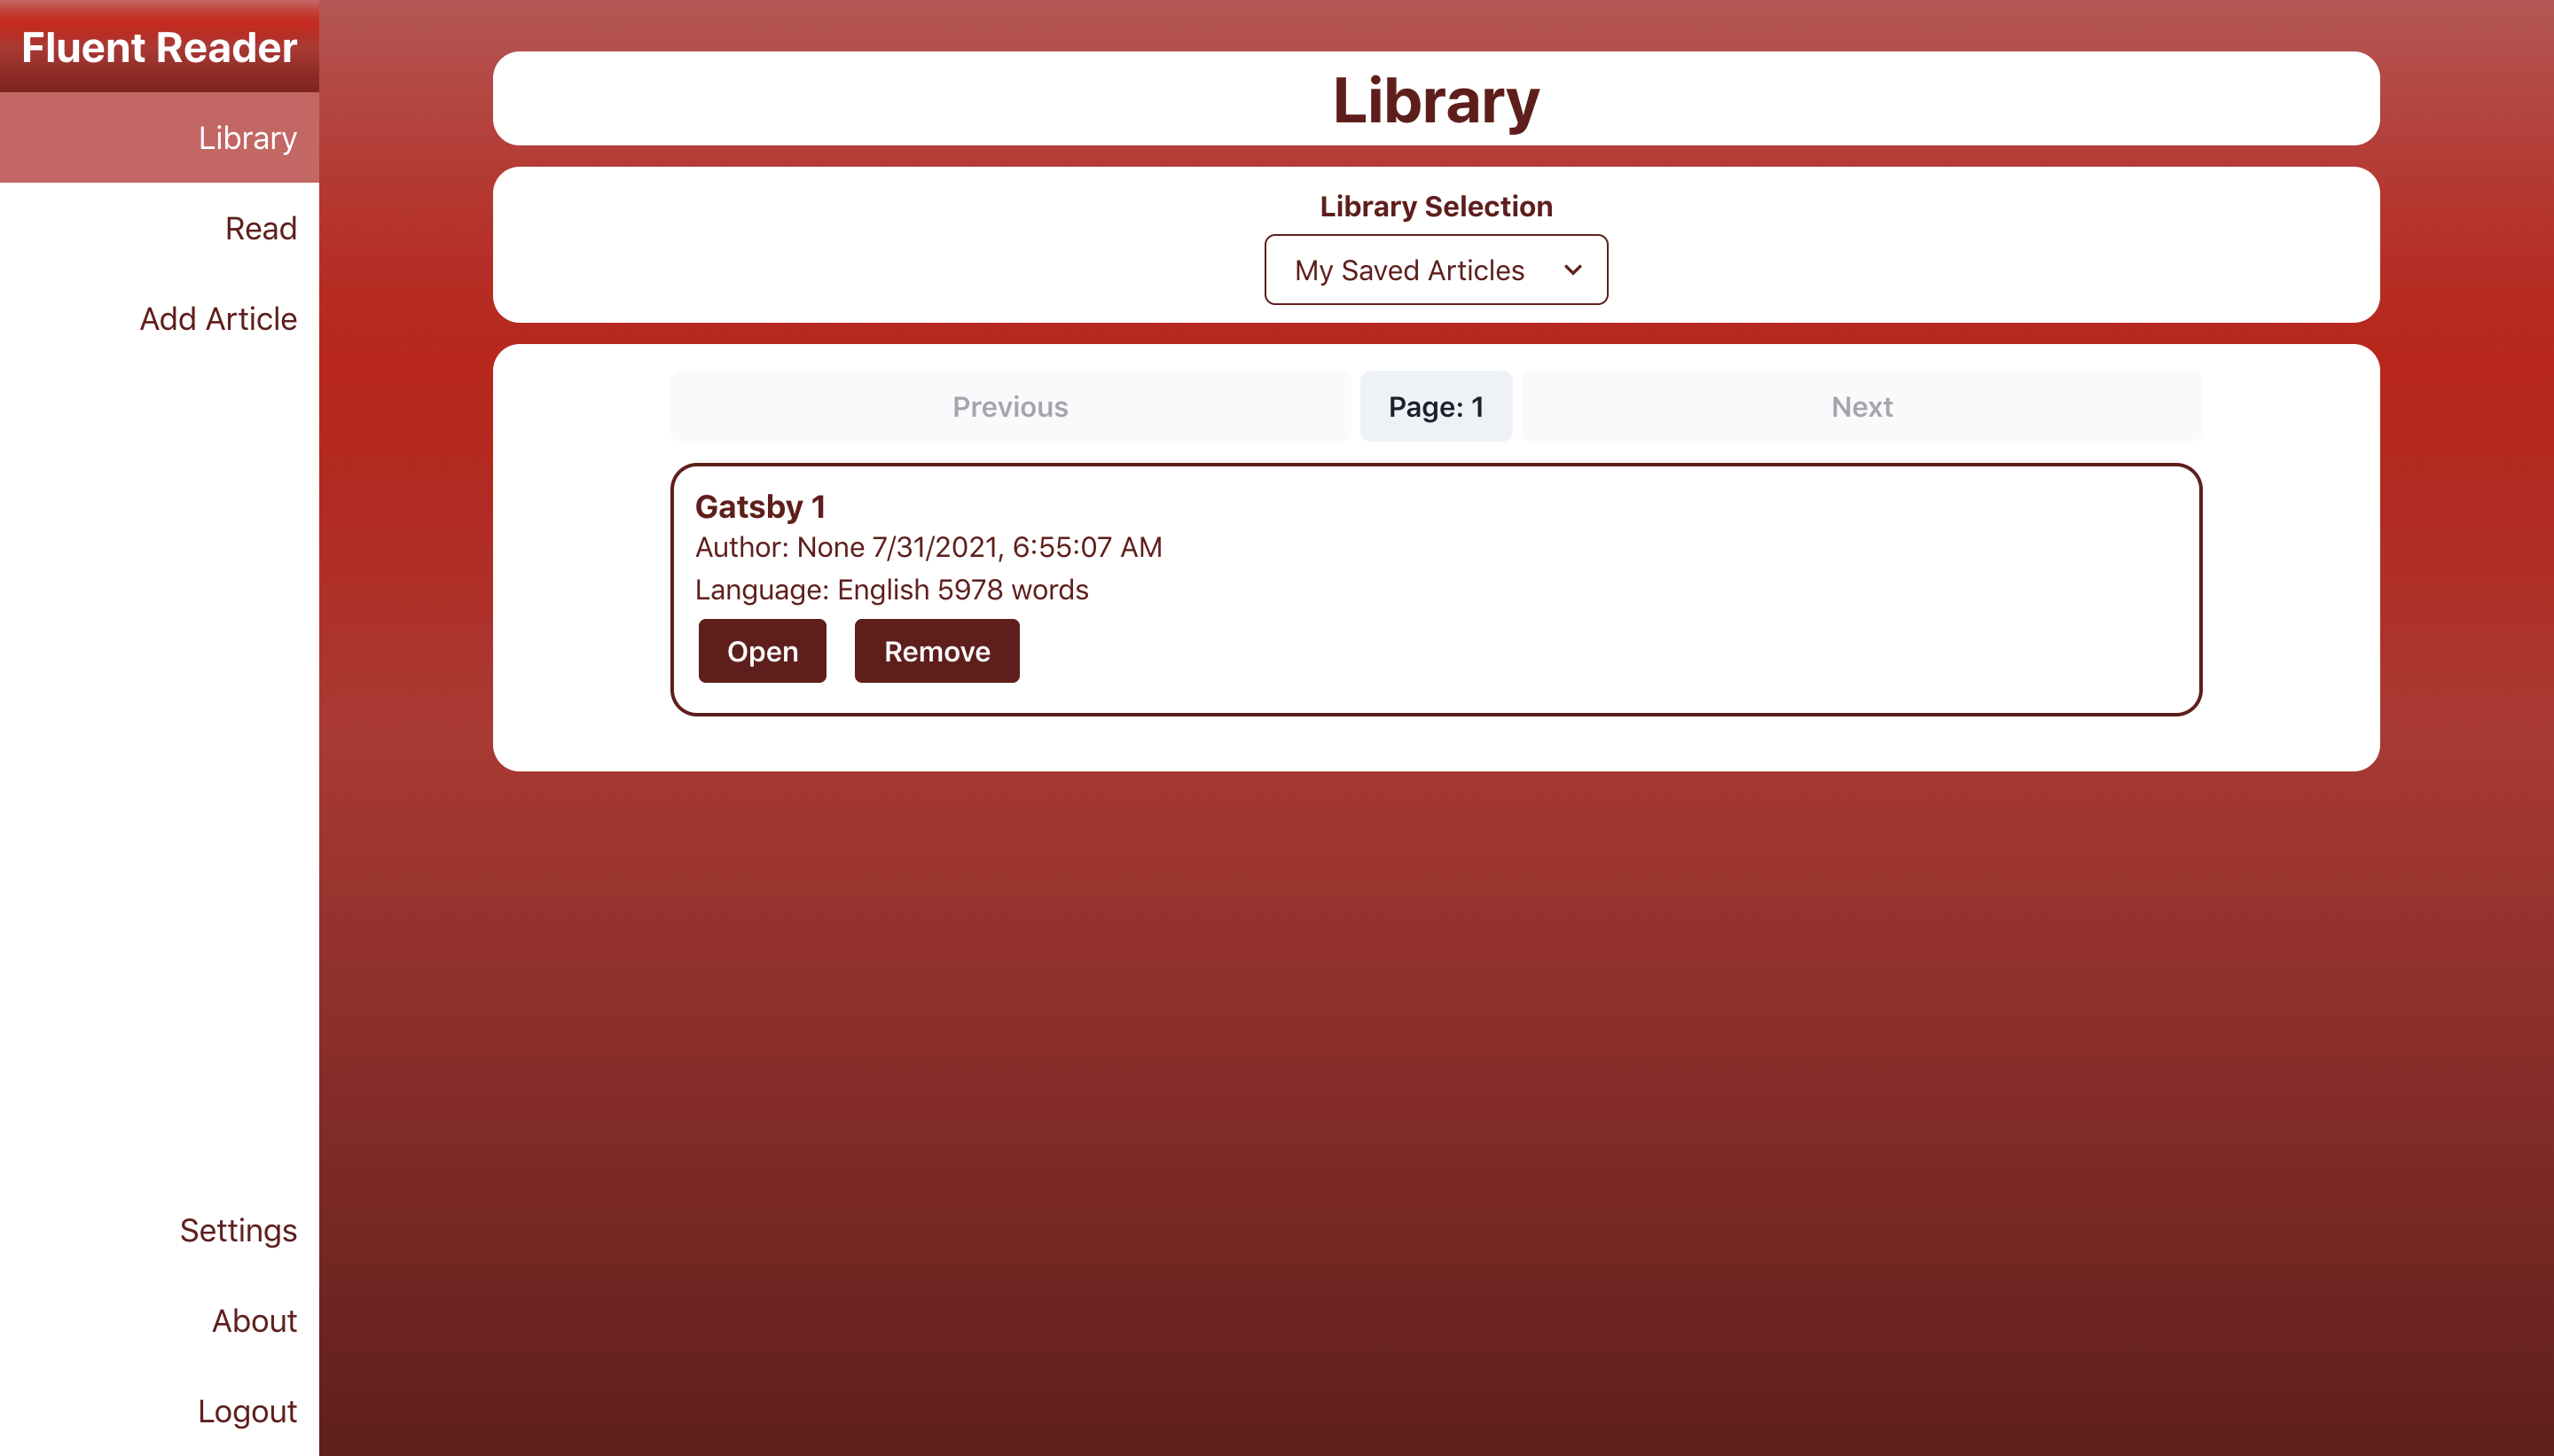 Fluent Reader
Library
Read
Add Article
Settings
About
Logout
Library
Library Selection
My Saved Articles
Previous
Page: 1
Next
Gatsby 1
Author: None 7/31/2021, 6:55:07 AM
Language: English 5978 words
Open
Remove